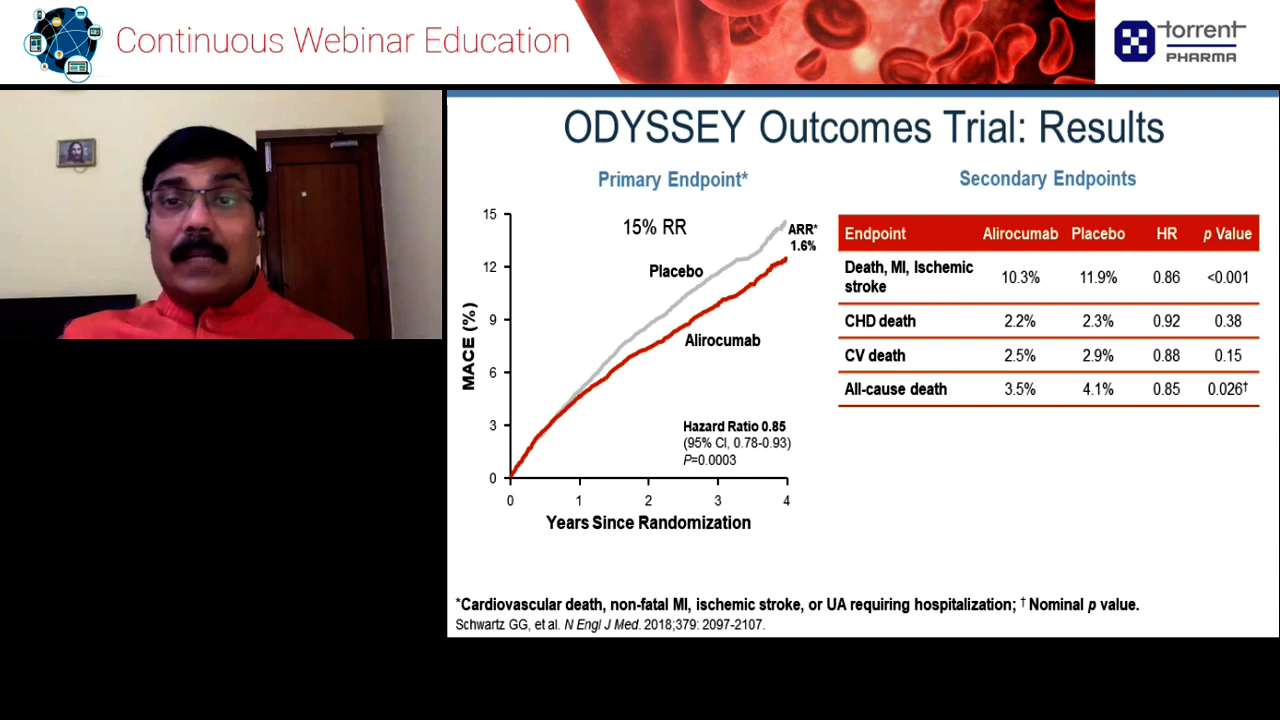 Continuous Webinar Education
torrent
PHARMA
ODYSSEY Outcomes Trial: Results
Primary Endpoint*
15% RR
ARR*
1.6%
Placebo
Alirocumab
MACE (%)
15
12
9
6
3
0
Hazard Ratio 0.85
(95% CI, 0.78-0.93)
P=0.0003
0 1 2 3 4
Years Since Randomization
Secondary Endpoints
Endpoint Alirocumab Placebo HR p Value
Death, MI, Ischemic
stroke 10.3% 11.9% 0.86 <0.001
CHD death 2.2% 2.3% 0.92 0.38
CV death 2.5% 2.9% 0.88 0.15
All-cause death 3.5% 4.1% 0.85 0.026†
*Cardiovascular death, non-fatal MI, ischemic stroke, or UA requiring hospitalization; † Nominal p value.
Schwartz GG, et al. N Engl J Med. 2018;379: 2097-2107.